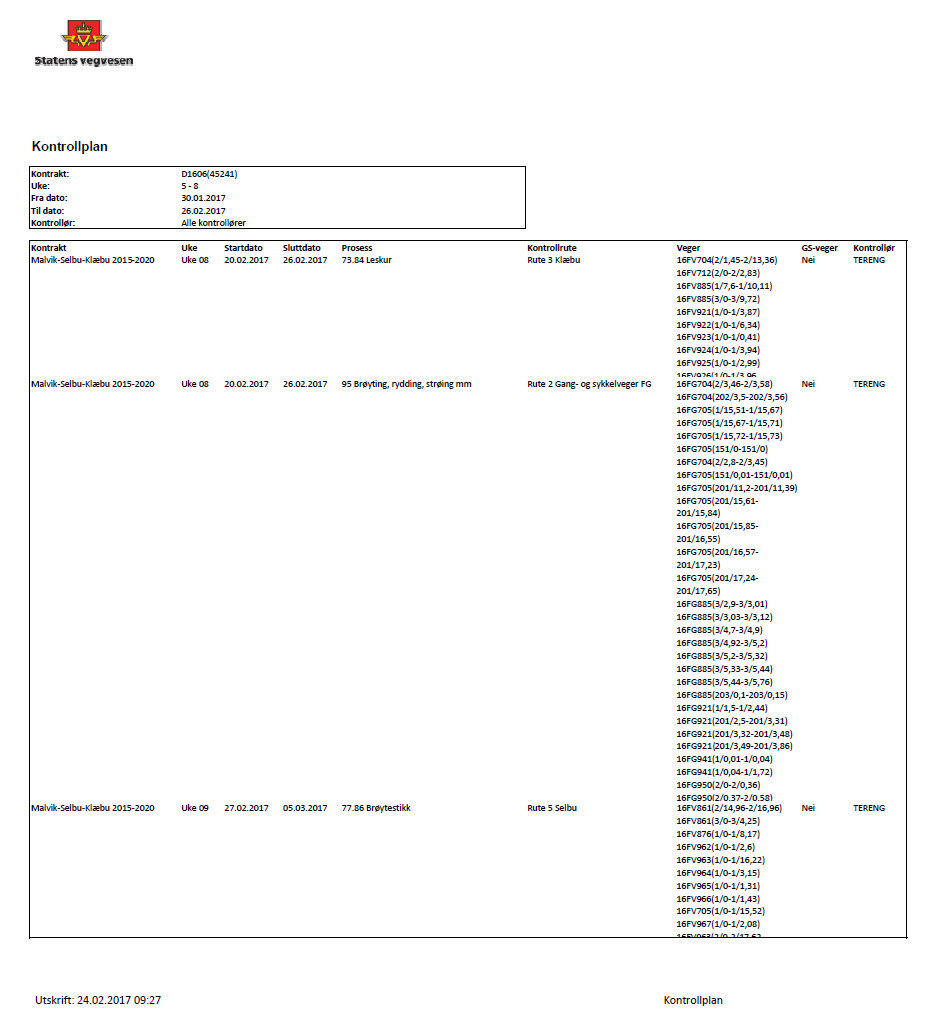 Statens vegvesen
Kontrollplan
Kontrakt: D1606(45241)
Uke: 5 - 8
Fra dato: 30.01.2017
Til dato: 26.02.2017
Kontrollør: Alle kontrollører
Kontrakt Uke Startdato Sluttdato Prosess Kontrollrute Veger GS-veger Kontrollør
Malvik-Selbu-Klæbu 2015-2020 Uke 08 20.02.2017 26.02.2017 73.84 Leskur Rute 3 Klæbu 16FV704(2/1,45-2/13,36) Nei TERENG
16FV712(2/0-2/2,83)
16FV885(1/7,6-1/10,11)
16FV885(3/0-3/9,72)
16FV921(1/0-1/3,87)
16FV922(1/0-1/6,34)
16FV923(1/0-1/0,41)
16FV924(1/0-1/3,94)
16FV925(1/0-1/2,99)
16FV926(1/0-1/3,96
Malvik-Selbu-Klæbu 2015-2020 Uke 08 20.02.2017 26.02.2017 95 Brøyting, rydding, strøing mm Rute 2 Gang- og sykkelveger FG 16FG704(2/3,46-2/3,58) Nei TERENG
16FG704(202/3,5-202/3,56)
16FG705(1/15,51-1/15,67)
16FG705(1/15,67-1/15,71)
16FG705(1/15,72-1/15,73)
16FG705(151/0-151/0)
16FG704(2/2,8-2/3,45)
16FG705(151/0,01-151/0,01)
16FG705(201/11,2-201/11,39)
16FG705(201/15,61-
201/15,84)
16FG705(201/15,85-
201/16,55)
16FG705(201/16,57-
201/17,23)
16FG705(201/17,24-
201/17,65)
16FG885(3/2,9-3/3,01)
16FG885(3/3,03-3/3,12)
16FG885(3/4,7-3/4,9)
16FG885(3/4,92-3/5,2)
16FG885(3/5,2-3/5,32)
16FG885(3/5,33-3/5,44)
16FG885(3/5,44-3/5,76)
16FG885(203/0,1-203/0,15)
16FG921(1/1,5-1/2,44)
16FG921(201/2,5-201/3,31)
16FG921(201/3,32-201/3,48)
16FG921(201/3,49-201/3,86)
16FG941(1/0,01-1/0,04)
16FG941(1/0,04-1/1,72)
16FG950(2/0-2/0,36)
16FG950(2/0,37-2/0,58)
Malvik-Selbu-Klæbu 2015-2020 Uke 09 27.02.2017 05.03.2017 77.86 Brøytestikk Rute 5 Selbu 16FV861(2/14,96-2/16,96) Nei TERENG
16FV861(3/0-3/4,25)
16FV876(1/0-1/8,17)
16FV962(1/0-1/2,6)
16FV963(1/0-1/16,22)
16FV964(1/0-1/3,15)
16FV965(1/0-1/1,31)
16FV966(1/0-1/1,43)
16FV705(1/0-1/15,52)
16FV967(1/0-1/2,08)
16FV963(2/0-2/17,62
Utskrift: 24.02.2017 09:27 Kontrollplan